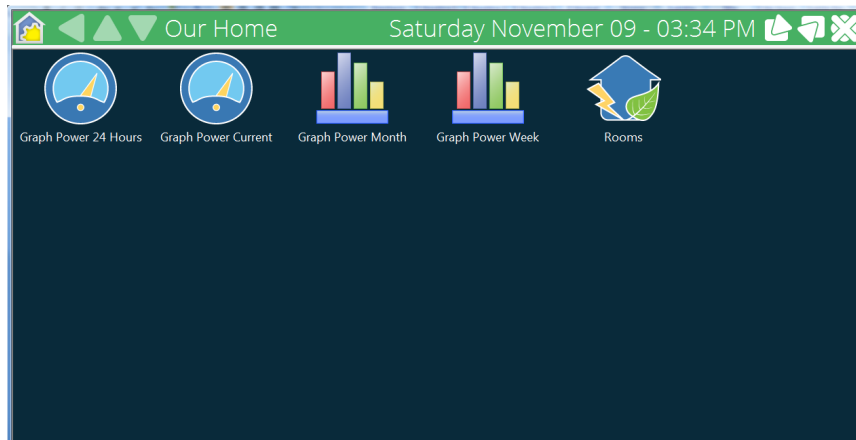 Our Home
Saturday November 09 - 03:34 PM
Graph Power 24 Hours
Graph Power Current
Graph Power Month
Graph Power Week
Rooms